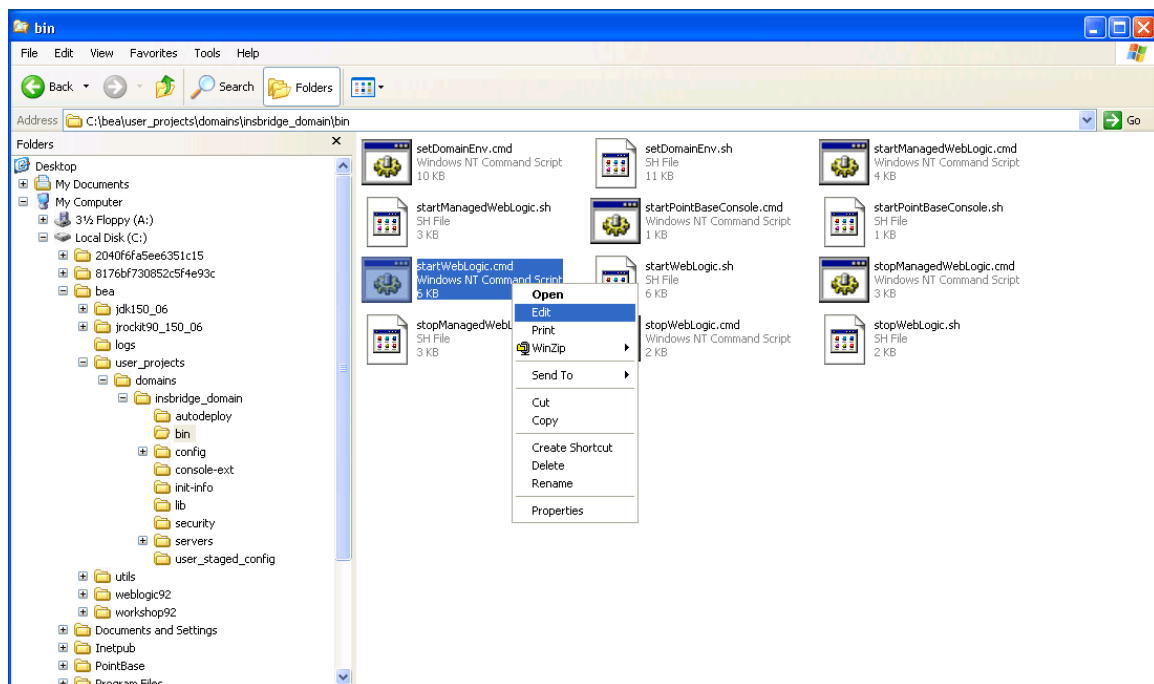 bin
File Edit View Favorites Tools Help
Back Search Folders
Address C:\bea\user_projects\domains\insbridge_domain\bin Go
Folders
Desktop
My Documents
My Computer
3½ Floppy (A:)
Local Disk (C:)
2040f6fa5ee6351c15
8176bf730852c5f4e93c
bea
jdk150_06
jrockit90_150_06
logs
user_projects
domains
insbridge_domain
autodeploy
bin
config
console-ext
init-info
lib
security
servers
user_staged_config
utils
weblogic92
workshop92
Documents and Settings
Inetpub
PointBase
Program Files
setDomainEnv.cmd
Windows NT Command Script
10 KB
setDomainEnv.sh
SH File
11 KB
startManagedWebLogic.cmd
Windows NT Command Script
4 KB
startManagedWebLogic.sh
SH File
3 KB
startPointBaseConsole.cmd
Windows NT Command Script
1 KB
startPointBaseConsole.sh
SH File
1 KB
startWebLogic.cmd
Windows NT Command Script
6 KB
startWebLogic.sh
SH File
6 KB
stopManagedWebLogic.cmd
Windows NT Command Script
3 KB
stopManagedWebL
SH File
3 KB
stopWebLogic.cmd
Windows NT Command Script
2 KB
stopWebLogic.sh
SH File
2 KB
Open
Edit
Print
WinZip
Send To
Cut
Copy
Create Shortcut
Delete
Rename
Properties